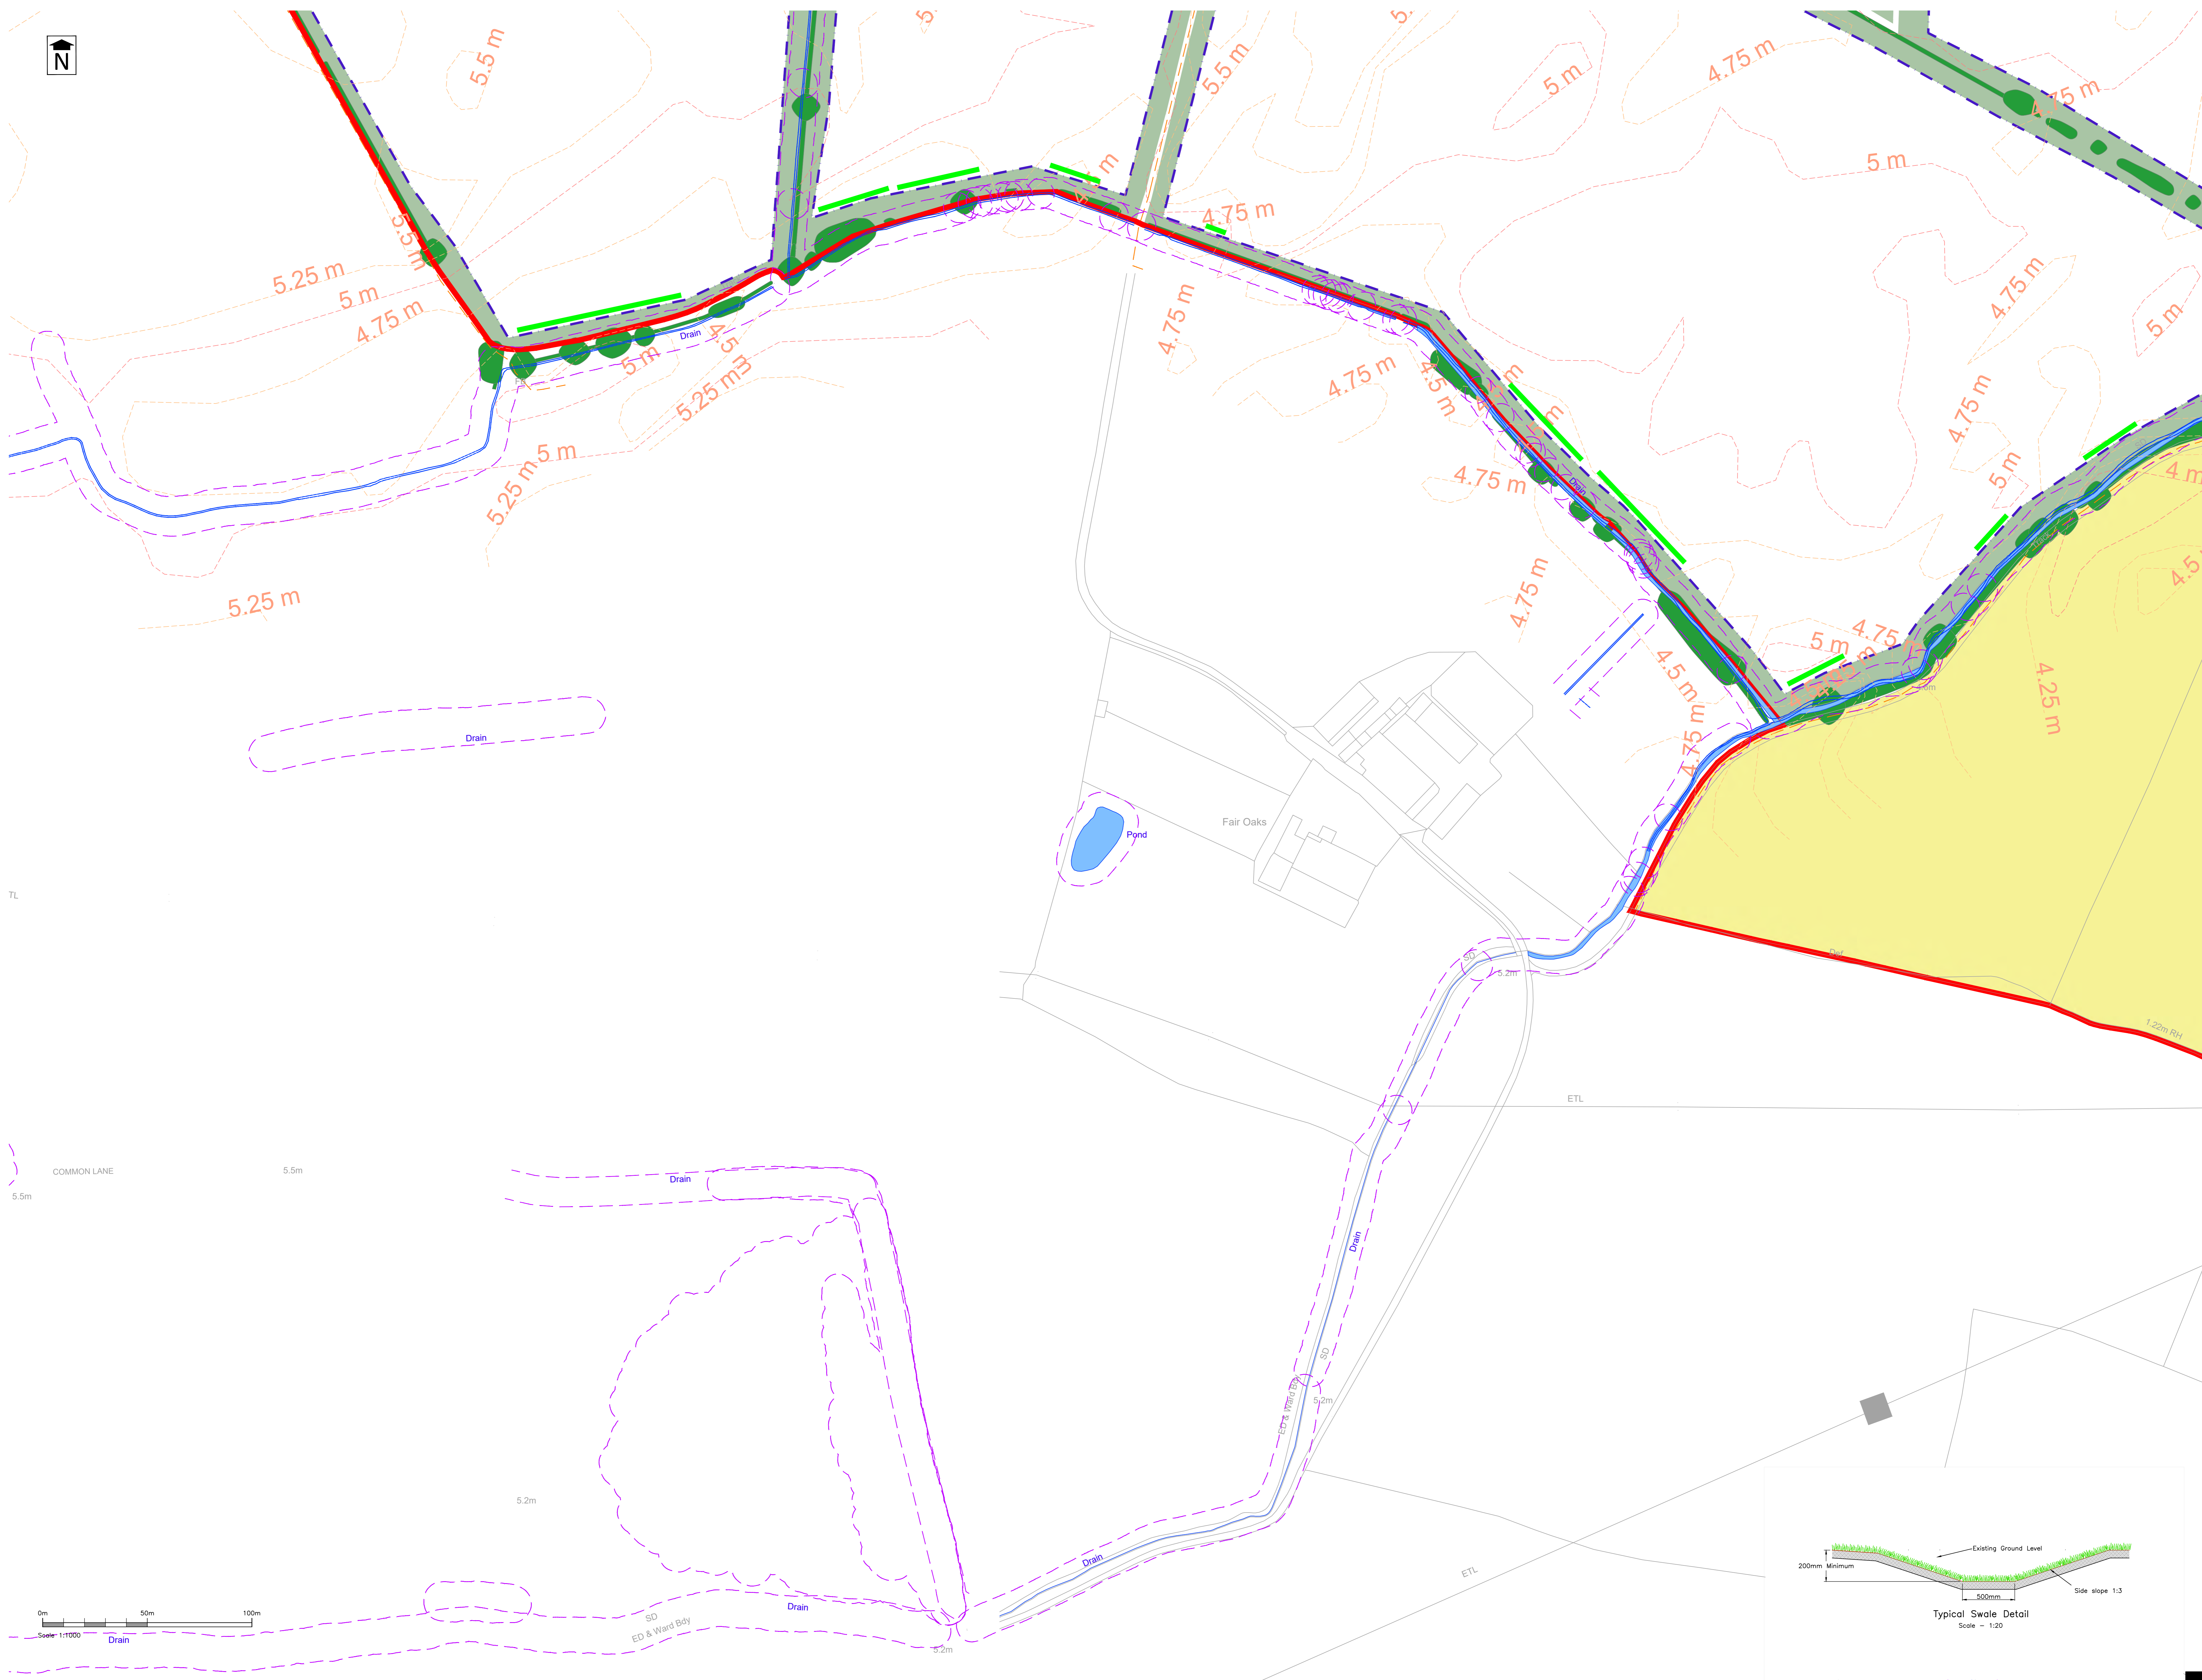 N
5.5 m
5.5 m
5 m
4.75 m
4.75 m
5 m
4.75 m
5.5 m
5.25 m
5 m
4.75 m
Drain
4.5 m
5 m
5.25 m
4.75 m
4.75 m
4.5 m
4.75 m
5 m
4.75 m
5 m
5 m
5.25 m
4.75 m
Drain
4 m
5.25 m
4.75 m
4.75 m
5 m
4.5 m
4.25 m
4.75 m
Drain
Pond
Fair Oaks
TL
Def
SD
5.2m
1.22m RH
ETL
COMMON LANE
5.5m
5.5m
Drain
Drain
SD
ED & Ward Bdy
5.2m
5.2m
ETL
Drain
Drain
SD
ED & Ward Bdy
5.2m
0m
50m
100m
Scale 1:1000
Drain
Existing Ground Level
200mm Minimum
Side slope 1:3
500mm
Typical Swale Detail
Scale - 1:20